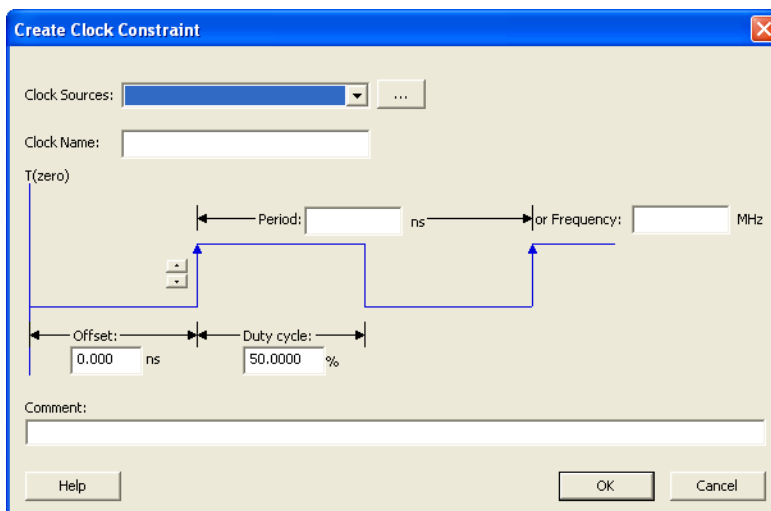 Create Clock Constraint
Clock Sources:
...
Clock Name:
T(zero)
Period: ns or Frequency: MHz
Offset: Duty cycle:
0.000 ns 50.0000 %
Comment:
Help OK Cancel